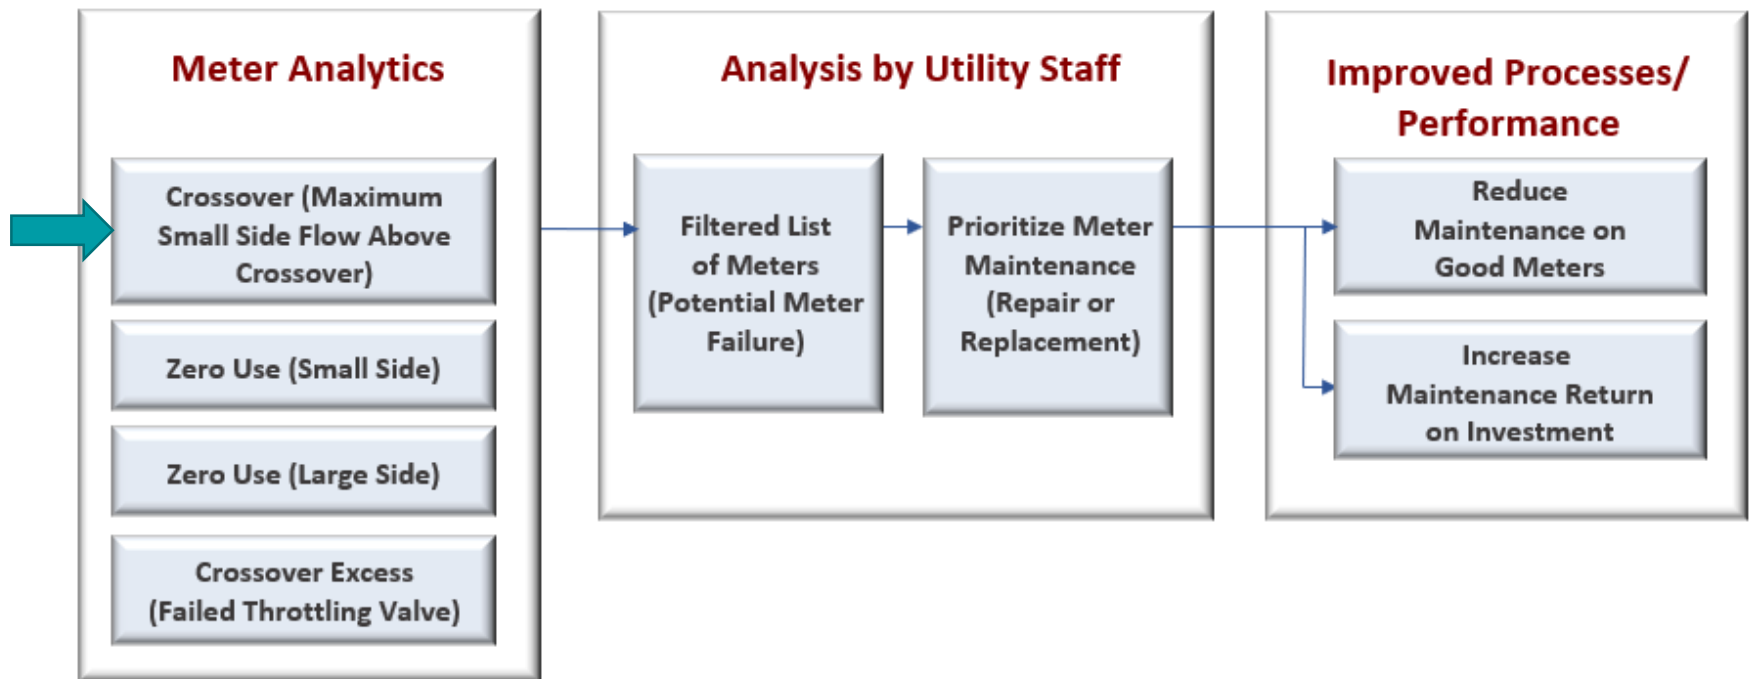 Meter Analytics
Crossover (Maximum
Small Side Flow Above
Crossover)
Zero Use (Small Side)
Zero Use (Large Side)
Crossover Excess
(Failed Throttling Valve)
Analysis by Utility Staff
Filtered List
of Meters
(Potential Meter
Failure)
Prioritize Meter
Maintenance
(Repair or
Replacement)
Improved Processes/
Performance
Reduce
Maintenance on
Good Meters
Increase
Maintenance Return
on Investment